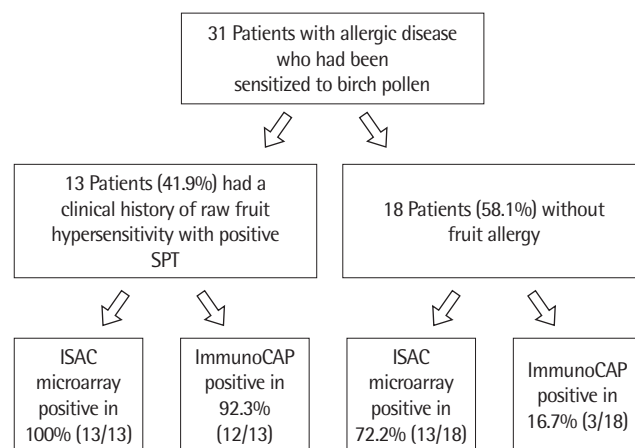 31 Patients with allergic disease
who had been
sensitized to birch pollen
13 Patients (41.9%) had a
clinical history of raw fruit
hypersensitivity with positive
SPT
18 Patients (58.1%) without
fruit allergy
ISAC
microarray
positive in
100% (13/13)
ImmunoCAP
positive in
92.3%
(12/13)
ISAC
microarray
positive in
72.2% (13/18)
ImmunoCAP
positive in
16.7% (3/18)